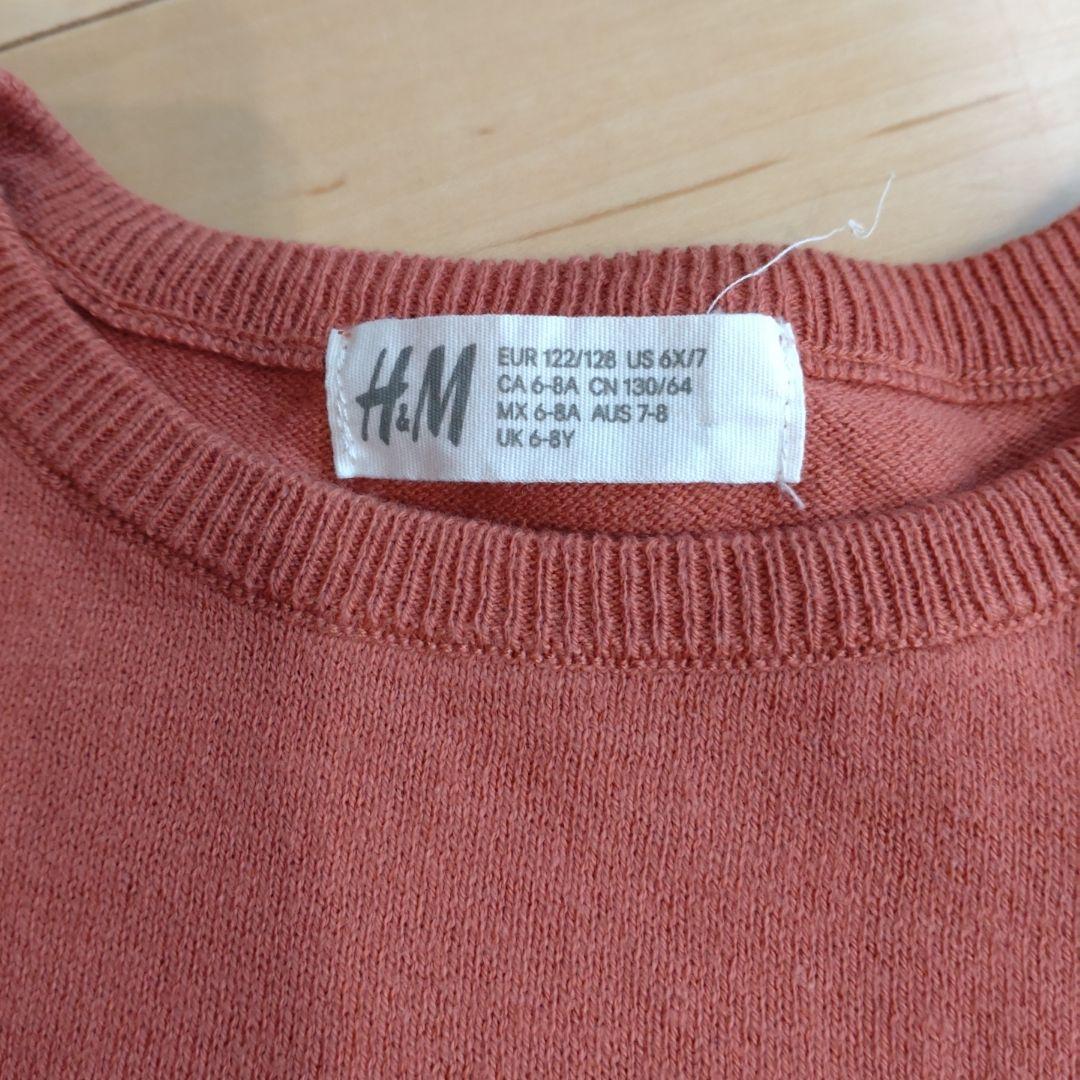 H&M
EUR 122/128 US 6X/7
CA 6-8A CN 130/64
MX 6-8A AUS 7-8
UK 6-8Y